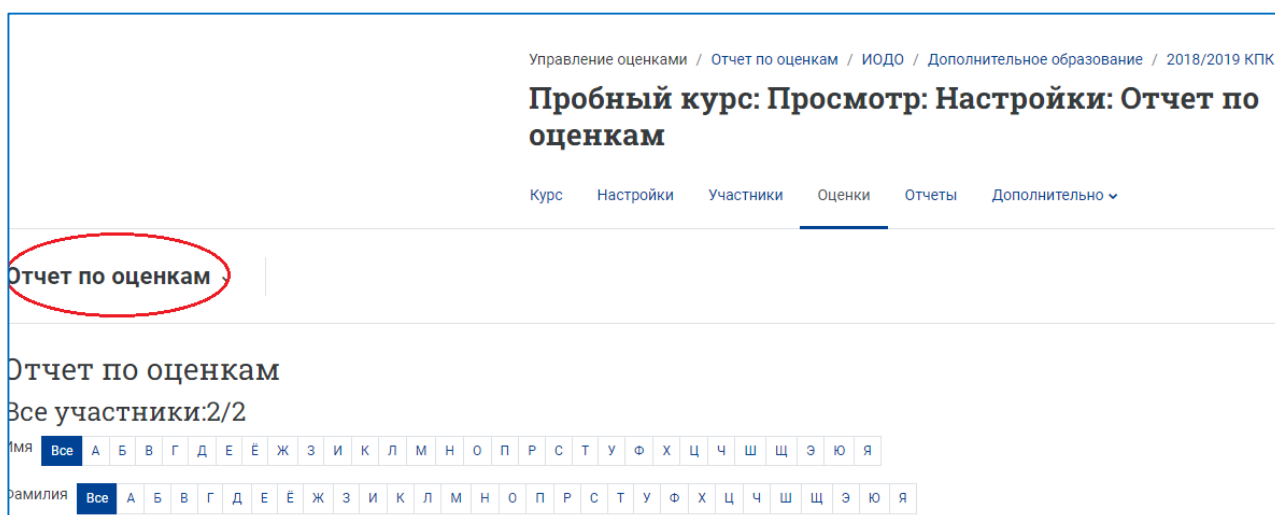 Управление оценками / Отчет по оценкам / ИОДО / Дополнительное образование / 2018/2019 КПК
Пробный курс: Просмотр: Настройки: Отчет по
оценкам
Курс Настройки Участники Оценки Отчеты Дополнительно
Отчет по оценкам
Отчет по оценкам
Все участники:2/2
Имя Все А Б В Г Д Е Ё Ж З И К Л М Н О П Р С Т У Ф Х Ц Ч Ш Щ Э Ю Я
Фамилия Все А Б В Г Д Е Ё Ж З И К Л М Н О П Р С Т У Ф Х Ц Ч Ш Щ Э Ю Я